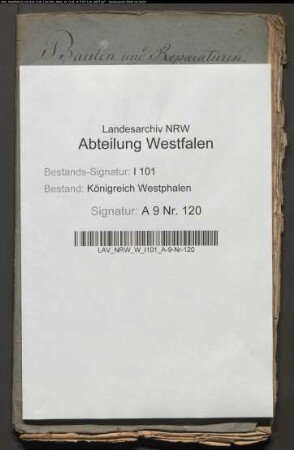 Bauten und Reparaturen
Landesarchiv NRW
Abteilung Westfalen
Bestands-Signatur: I 101
Bestand: Königreich Westphalen
Signatur: A 9 Nr. 120
LAV_NRW_W_I101_A-9-Nr-120